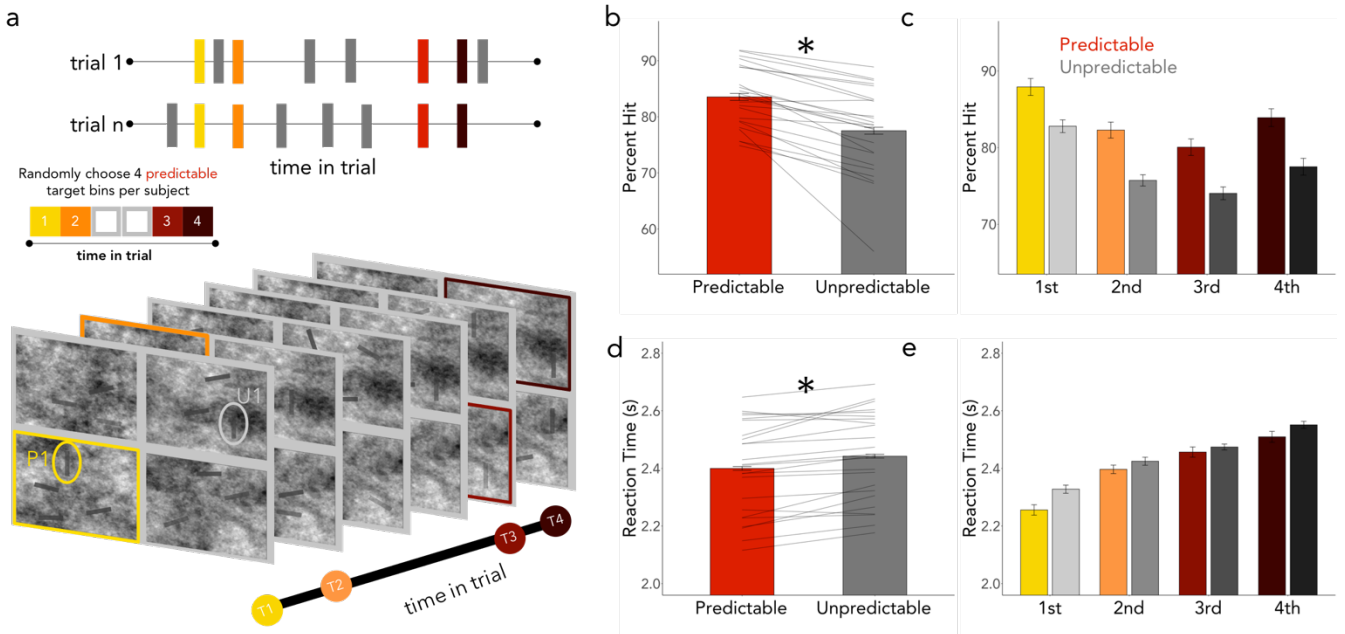 a
trial 1
trial n
time in trial
Randomly choose 4 predictable
target bins per subject
1 2 3 4
time in trial
P1
U1
T1
T2
T3
T4
time in trial
b
*
Percent Hit
90
80
70
60
Predictable Unpredictable
c
Predictable
Unpredictable
Percent Hit
90
80
70
1st 2nd 3rd 4th
d
*
Reaction Time (s)
2.8
2.6
2.4
2.2
2.0
Predictable Unpredictable
e
Reaction Time (s)
2.8
2.6
2.4
2.2
2.0
1st 2nd 3rd 4th